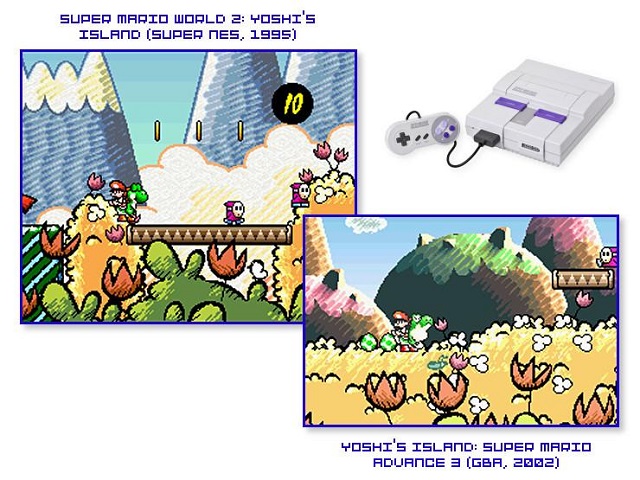 SUPER MARIO WORLD 2: YOSHI'S
ISLAND (SUPER NES, 1995)
10
YOSHI'S ISLAND: SUPER MARIO
ADVANCE 3 (GBA, 2002)